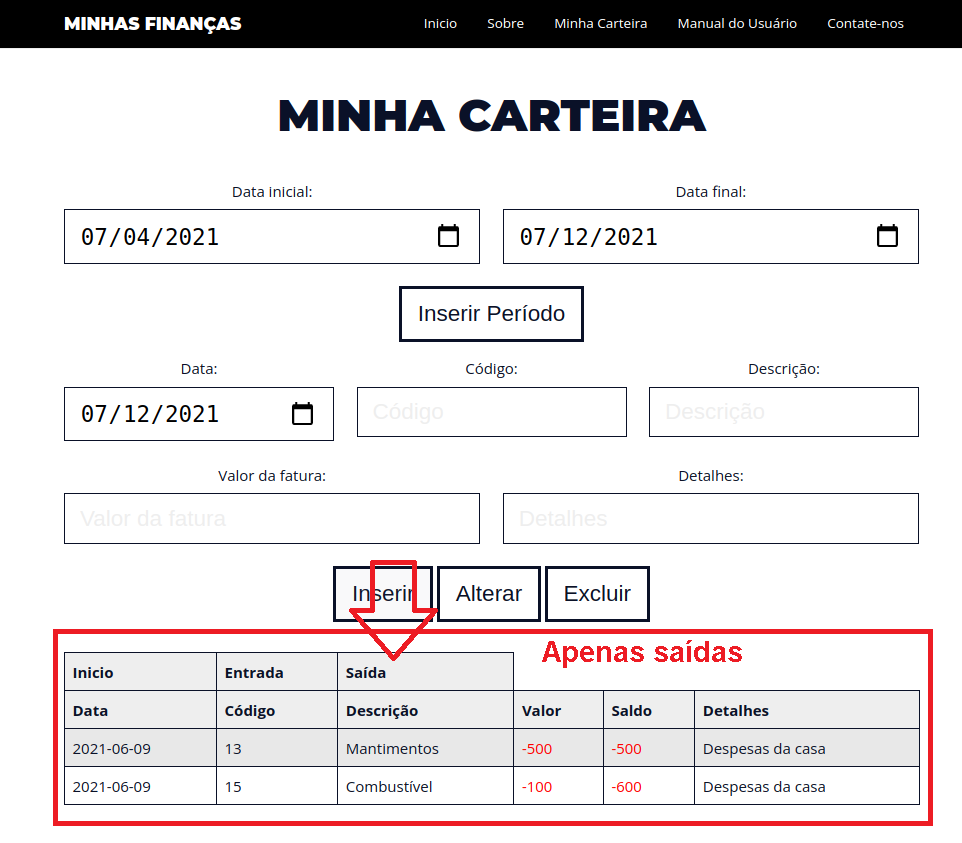 MINHAS FINANÇAS Inicio Sobre Minha Carteira Manual do Usuário Contate-nos
MINHA CARTEIRA
Data inicial: Data final:
07/04/2021 07/12/2021
Inserir Período
Data: Código: Descrição:
07/12/2021 Código Descrição
Valor da fatura: Detalhes:
Valor da fatura Detalhes
Inserir Alterar Excluir
Apenas saídas
Inicio Entrada Saída
Data Código Descrição Valor Saldo Detalhes
2021-06-09 13 Mantimentos -500 -500 Despesas da casa
2021-06-09 15 Combustível -100 -600 Despesas da casa